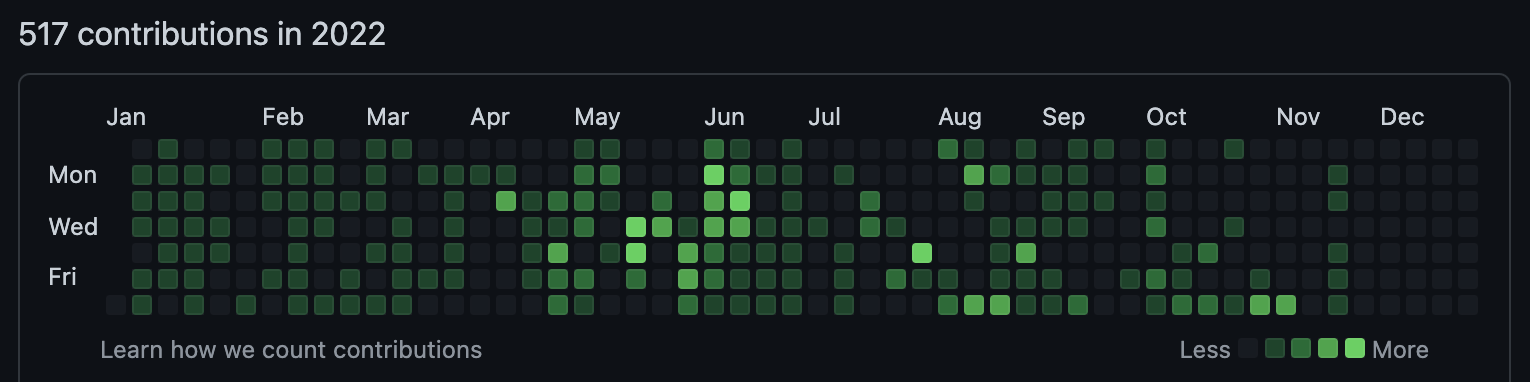 517 contributions in 2022
Jan Feb Mar Apr May Jun Jul Aug Sep Oct Nov Dec
Mon
Wed
Fri
Learn how we count contributions
Less More